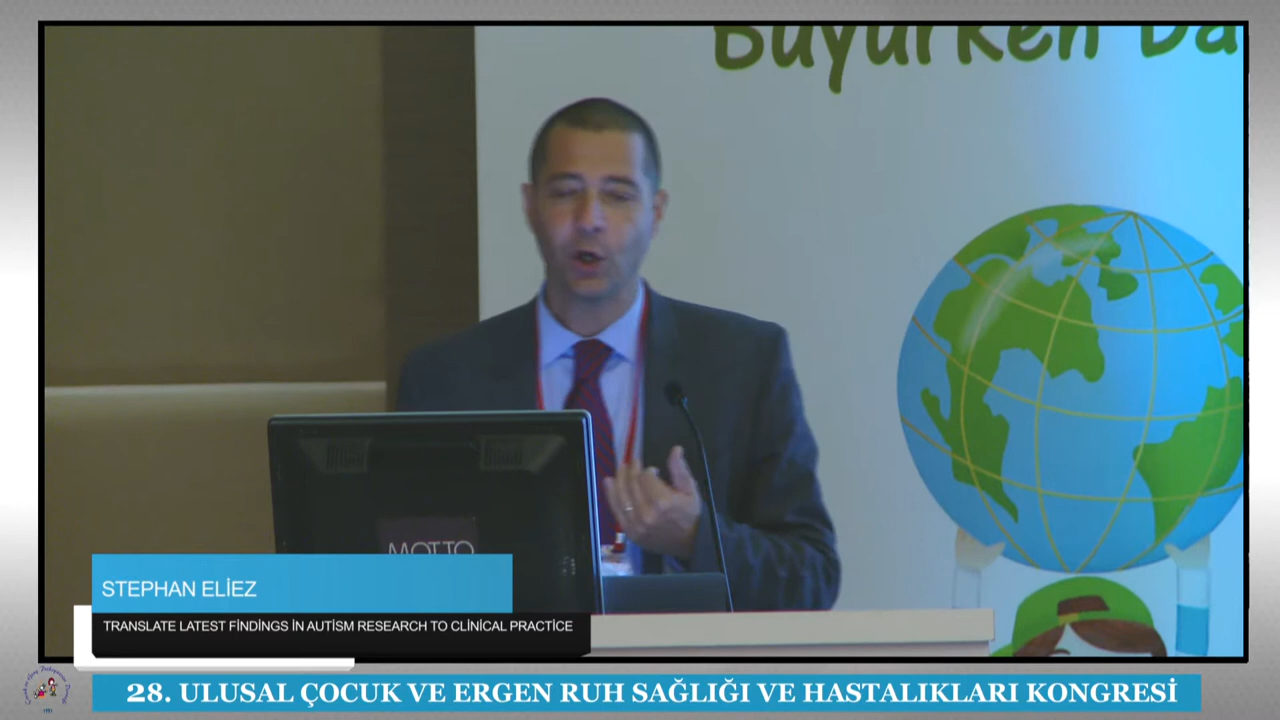 Büyürken
MOTTO
STEPHAN ELİEZ
TRANSLATE LATEST FİNDİNGS İN AUTİSM RESEARCH TO CLİNİCAL PRACTİCE
28. ULUSAL ÇOCUK VE ERGEN RUH SAĞLIĞI VE HASTALIKLARI KONGRESİ